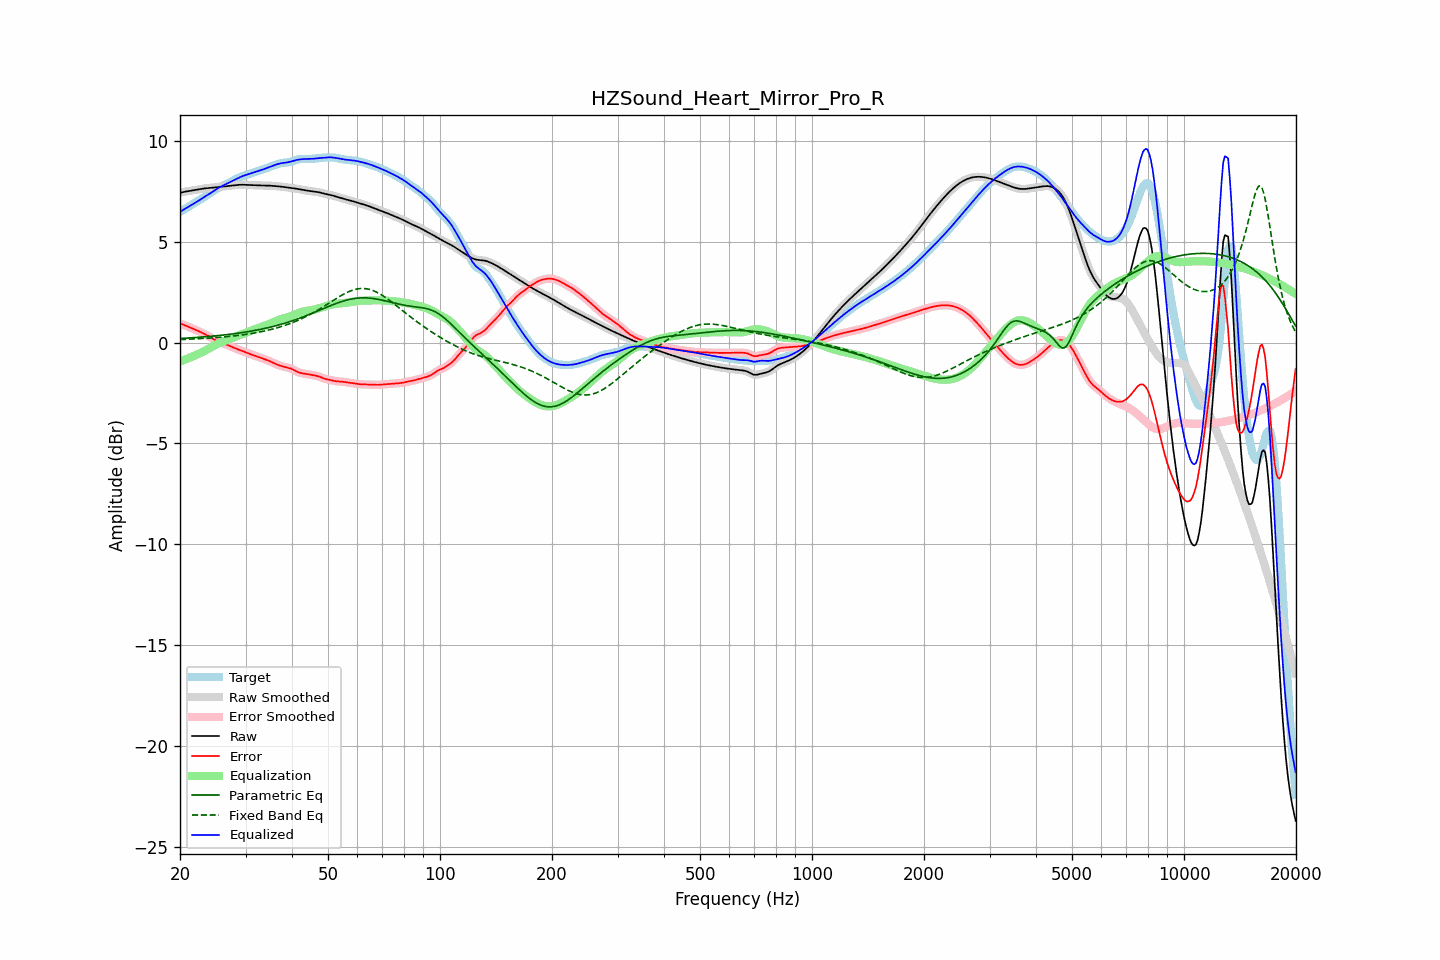 HZSound_Heart_Mirror_Pro_R
10
5
0
−5
−10
−15
−20
−25
Amplitude (dBr)
Target
Raw Smoothed
Error Smoothed
Raw
Error
Equalization
Parametric Eq
Fixed Band Eq
Equalized
20 50 100 200 500 1000 2000 5000 10000 20000
Frequency (Hz)